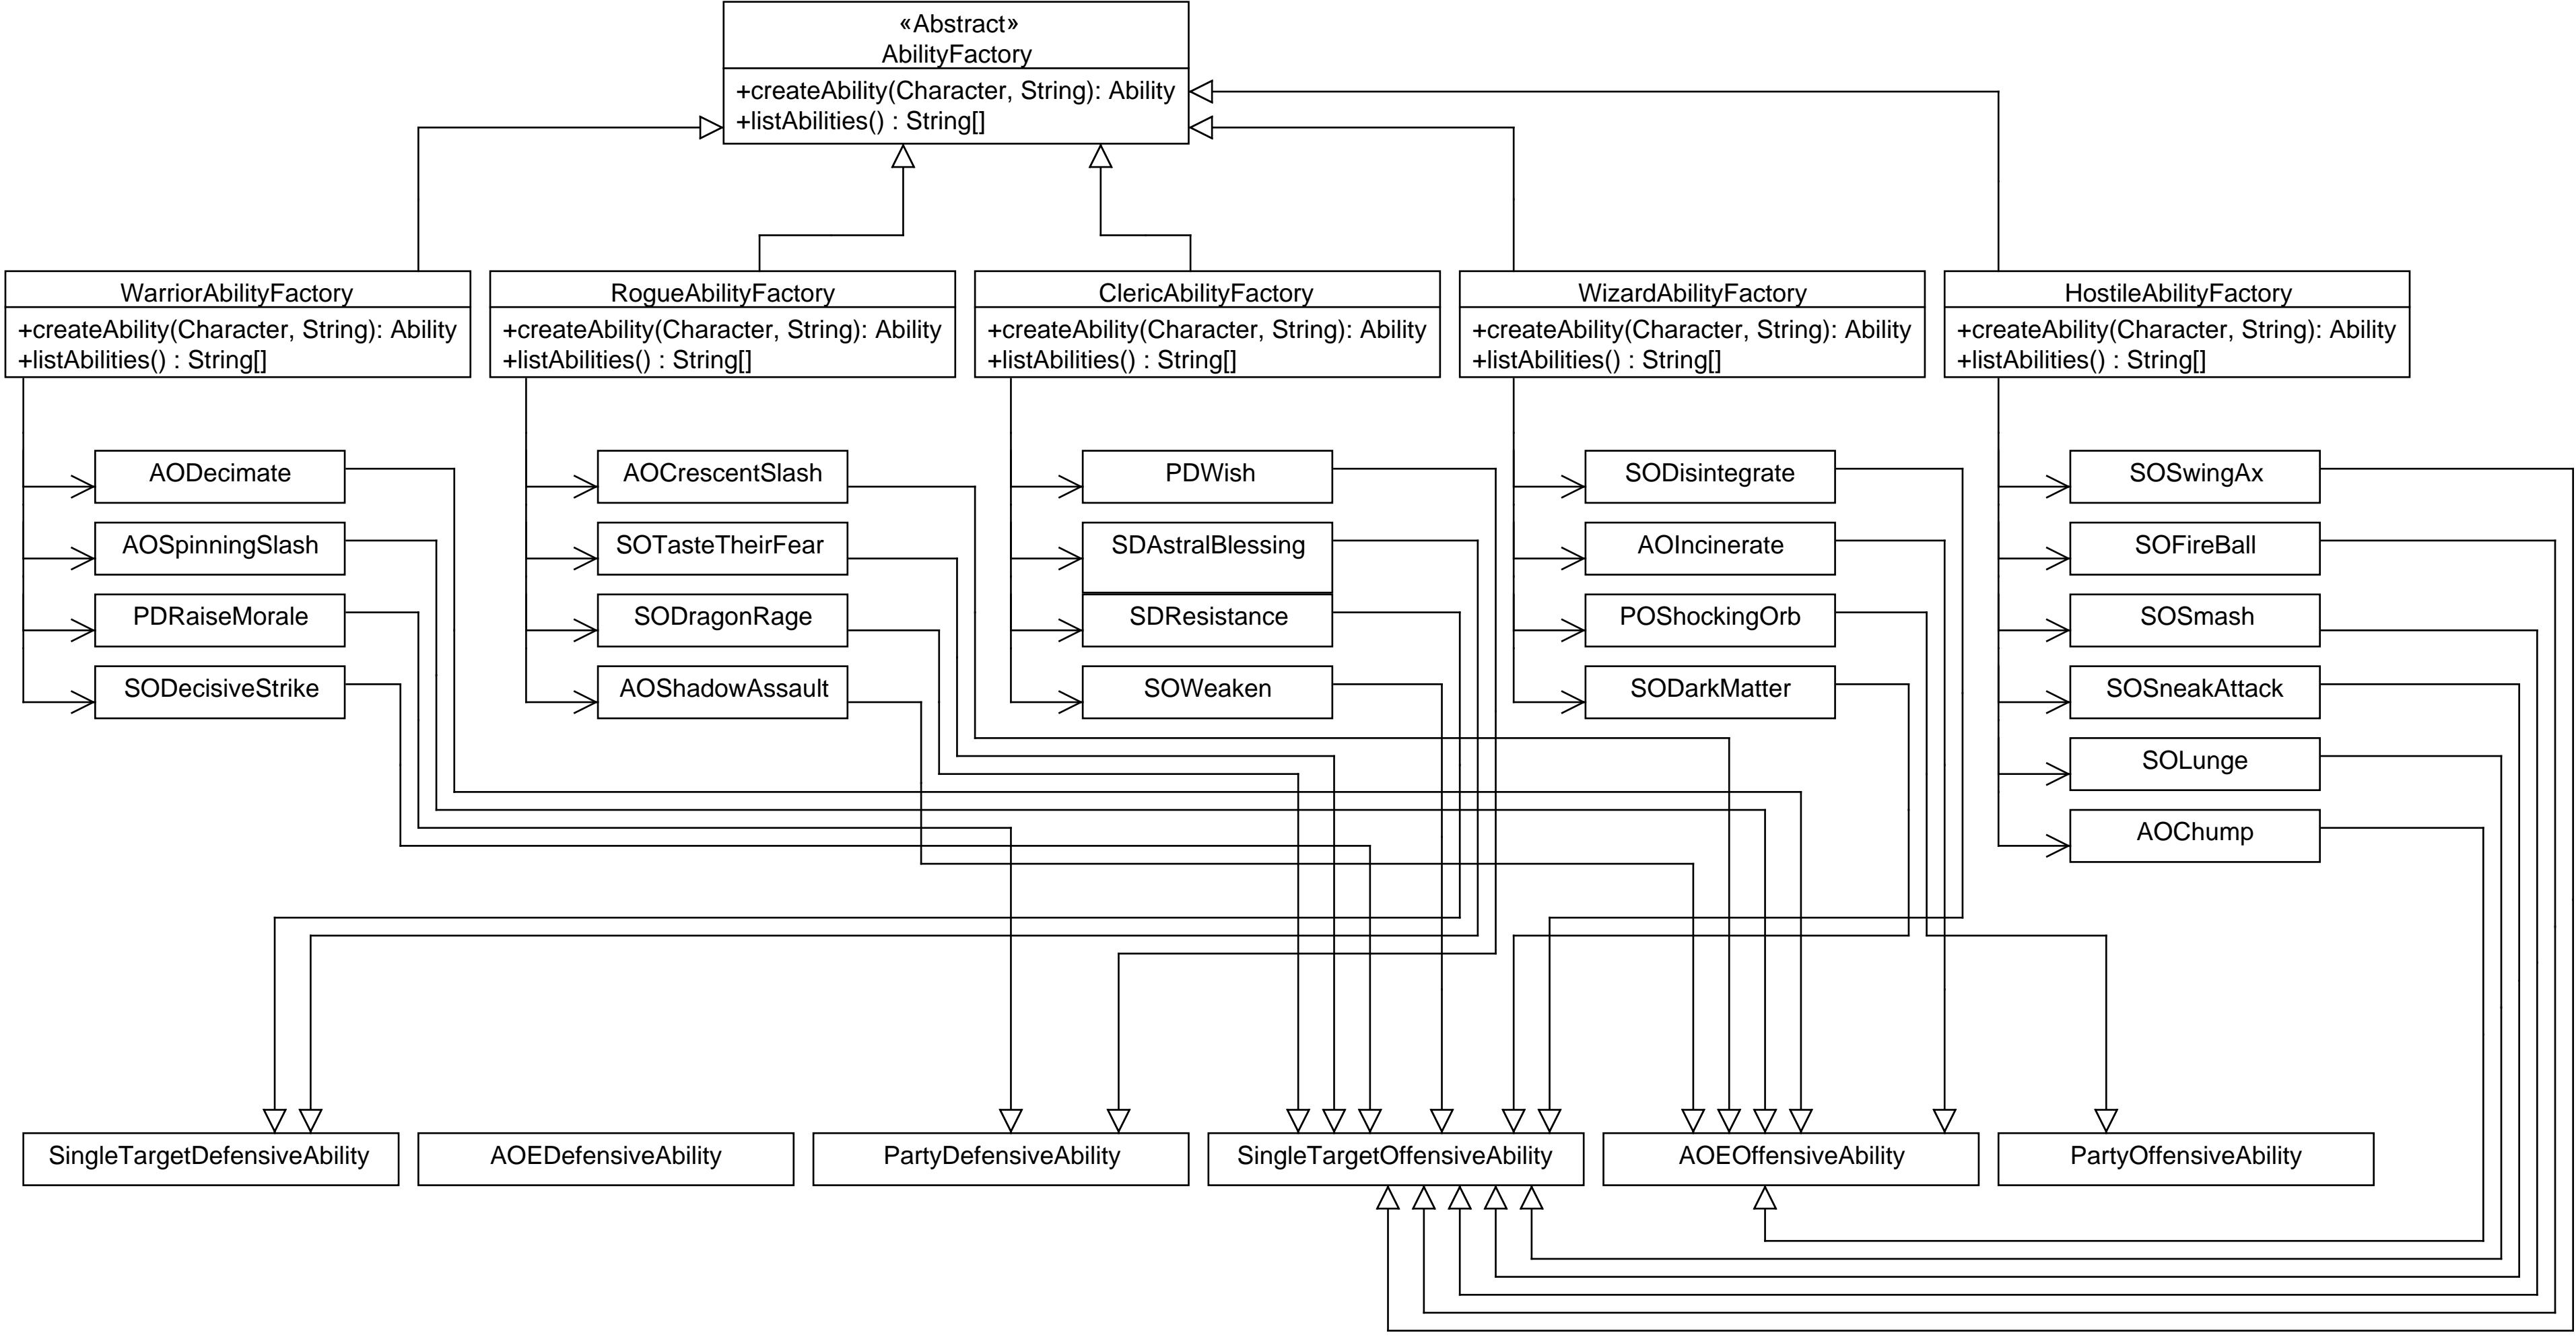 «Abstract»
AbilityFactory
+createAbility(Character, String): Ability
+listAbilities() : String[]
WarriorAbilityFactory
+createAbility(Character, String): Ability
+listAbilities() : String[]
RogueAbilityFactory
+createAbility(Character, String): Ability
+listAbilities() : String[]
ClericAbilityFactory
+createAbility(Character, String): Ability
+listAbilities() : String[]
WizardAbilityFactory
+createAbility(Character, String): Ability
+listAbilities() : String[]
HostileAbilityFactory
+createAbility(Character, String): Ability
+listAbilities() : String[]
AODecimate
AOSpinningSlash
PDRaiseMorale
SODecisiveStrike
AOCrescentSlash
SOTasteTheirFear
SODragonRage
AOShadowAssault
PDWish
SDAstralBlessing
SDResistance
SOWeaken
SODisintegrate
AOIncinerate
POShockingOrb
SODarkMatter
SOSwingAx
SOFireBall
SOSmash
SOSneakAttack
SOLunge
AOChump
SingleTargetDefensiveAbility
AOEDefensiveAbility
PartyDefensiveAbility
SingleTargetOffensiveAbility
AOEOffensiveAbility
PartyOffensiveAbility